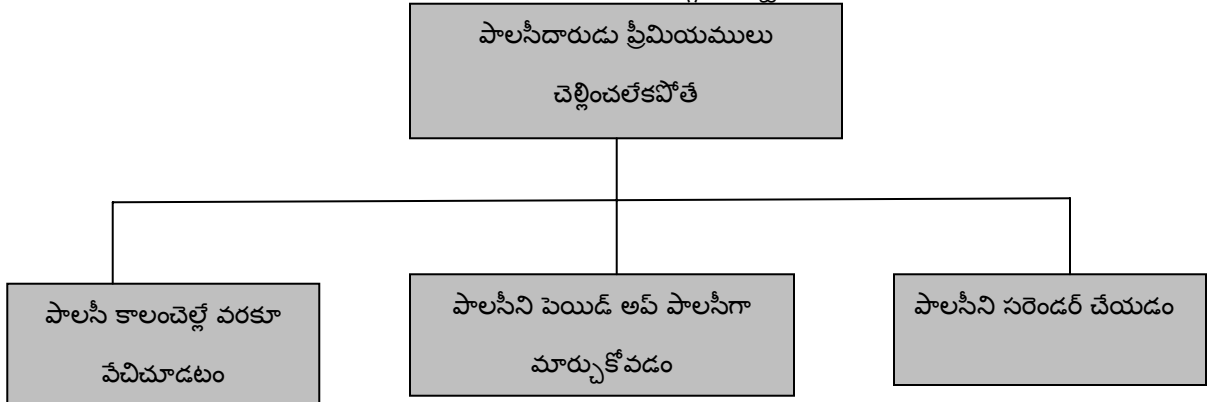 పాలసీదారుడు ప్రీమియములు
చెల్లించలేకపోతే
పాలసీ కాలంచెల్లే వరకూ
వేచిచూడటం
పాలసీని పెయిడ్ అప్ పాలసీగా
మార్చుకోవడం
పాలసీని సరెండర్ చేయడం